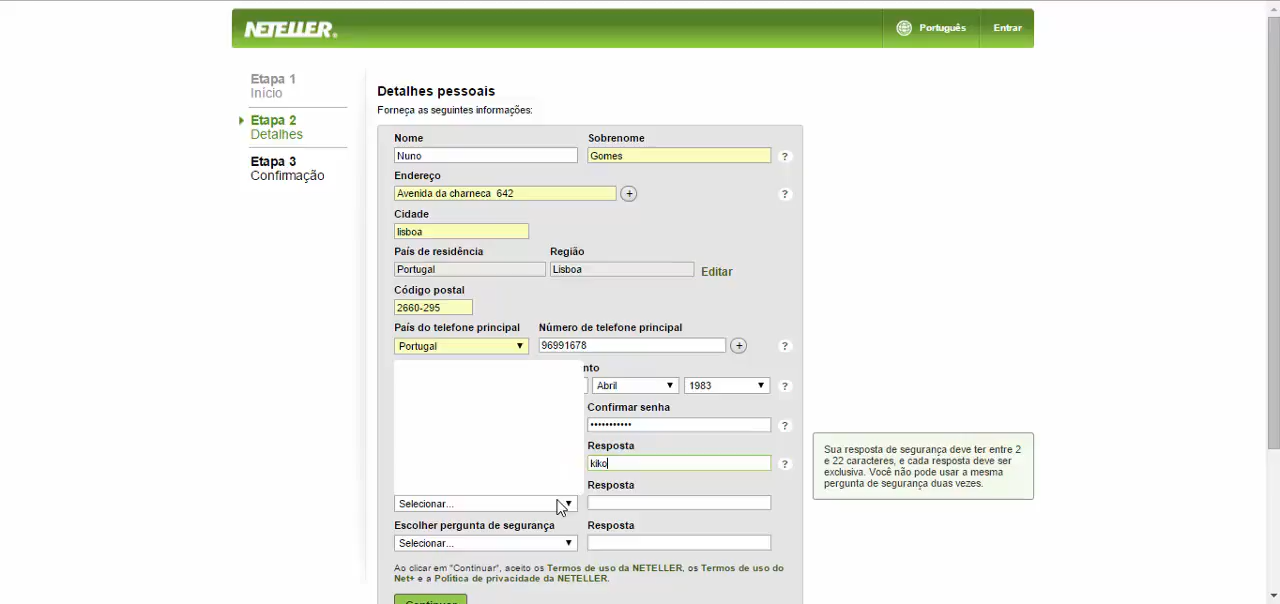 NETELLER®
Português
Entrar
Etapa 1
Início
Etapa 2
Detalhes
Etapa 3
Confirmação
Detalhes pessoais
Forneça as seguintes informações:
Nome
Sobrenome
Nuno
Gomes
?
Endereço
Avenida da charneca 642
+
?
Cidade
lisboa
País de residência
Região
Portugal
Lisboa
Editar
Código postal
2660-295
País do telefone principal
Número de telefone principal
Portugal
96991678
+
?
nto
Abril
1983
?
Confirmar senha
•••••••••••
?
Resposta
kiko
?
Sua resposta de segurança deve ter entre 2
e 22 caracteres, e cada resposta deve ser
exclusiva. Você não pode usar a mesma
pergunta de segurança duas vezes.
Resposta
Selecionar...
Escolher pergunta de segurança
Resposta
Selecionar...
Ao clicar em "Continuar", aceito os Termos de uso da NETELLER, os Termos de uso do
Net+ e a Política de privacidade da NETELLER.
Continuar